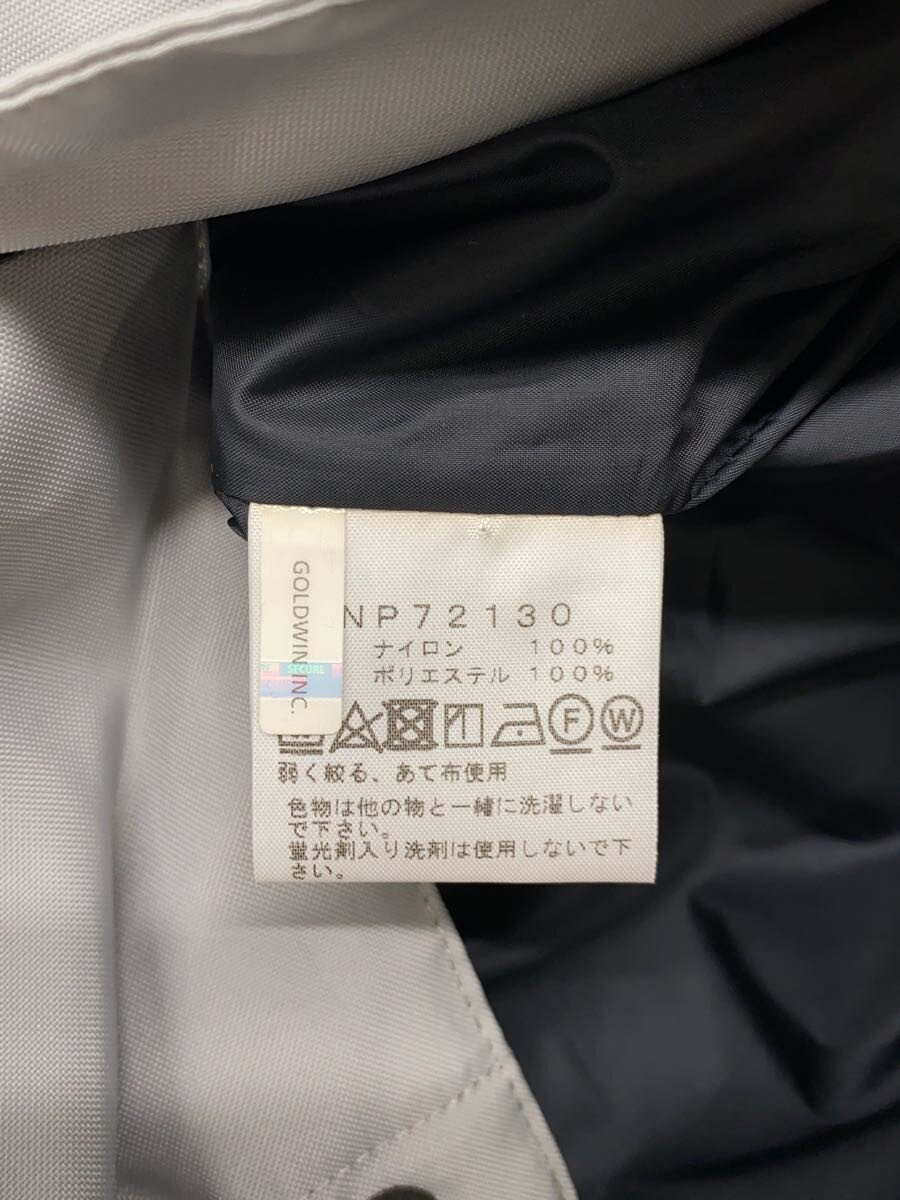 GOLDWIN INC.
SECURE
NP72130
ナイロン 100%
ポリエステル 100%
F W
弱く絞る、あて布使用
色物は他の物と一緒に洗濯しない
で下さい。
蛍光剤入り洗剤は使用しないで下
さい。